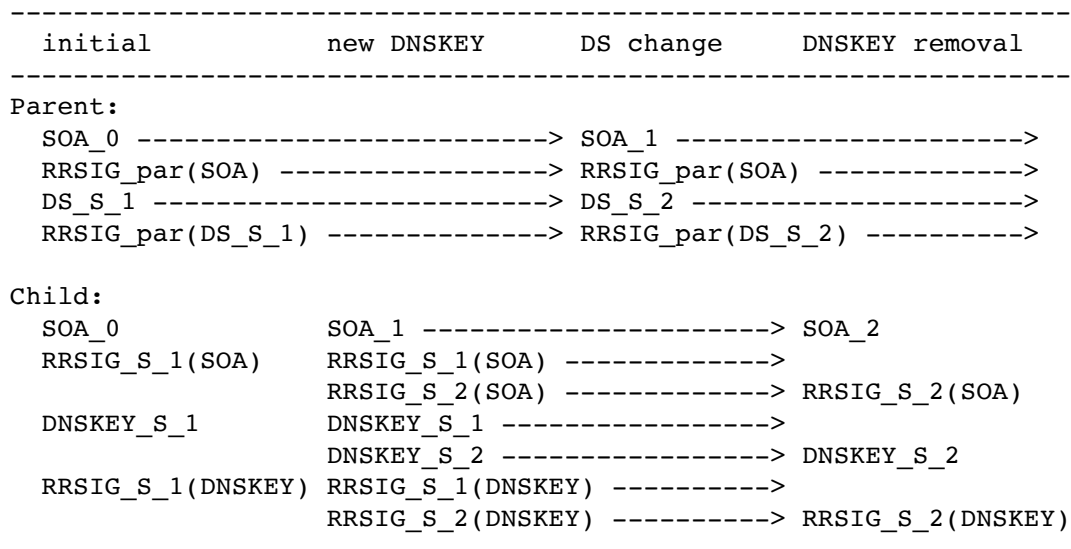 --------------------------------------------------------------------
  initial           new DNSKEY      DS change     DNSKEY removal
--------------------------------------------------------------------
Parent:
  SOA_0 --------------------------> SOA_1 ---------------------->
  RRSIG_par(SOA) -----------------> RRSIG_par(SOA) ------------->
  DS_S_1 -------------------------> DS_S_2 --------------------->
  RRSIG_par(DS_S_1) --------------> RRSIG_par(DS_S_2) ---------->

Child:
  SOA_0             SOA_1 ----------------------> SOA_2
  RRSIG_S_1(SOA)    RRSIG_S_1(SOA) ------------->
                    RRSIG_S_2(SOA) -------------> RRSIG_S_2(SOA)
  DNSKEY_S_1        DNSKEY_S_1 ----------------->
                    DNSKEY_S_2 -----------------> DNSKEY_S_2
  RRSIG_S_1(DNSKEY) RRSIG_S_1(DNSKEY) ---------->
                    RRSIG_S_2(DNSKEY) ----------> RRSIG_S_2(DNSKEY)